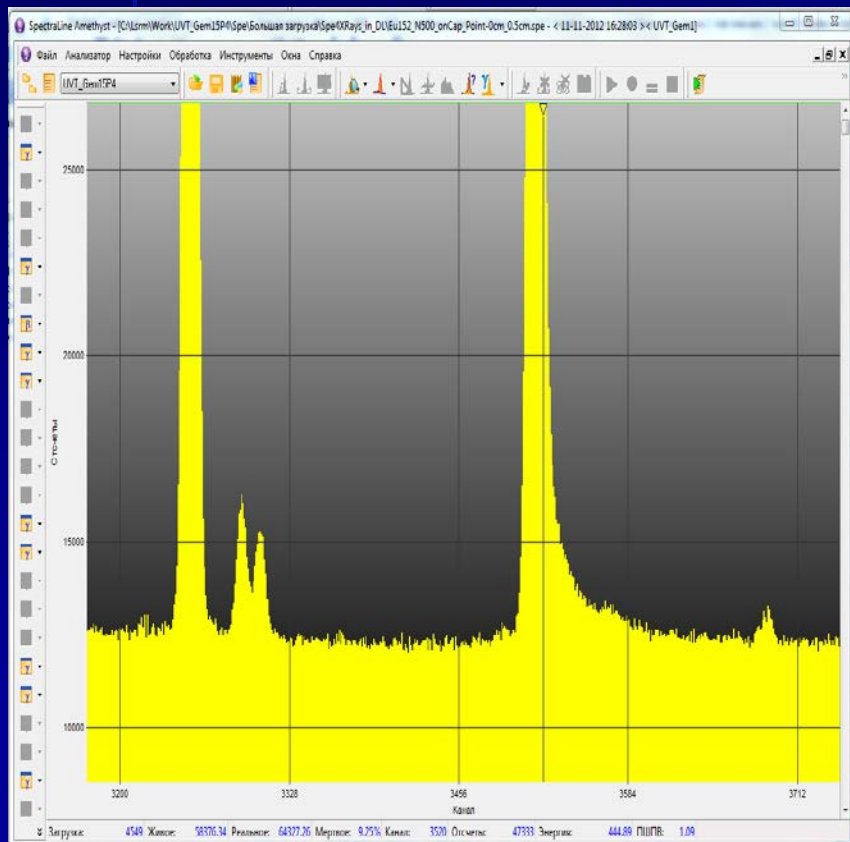 SpectraLine Amethyst - [C:\Lsrm\Work\UVT_Gem15P4\Spe\Большая загрузка\Spe4XRays_in_DL\Eu152_N500_onCap_Point-0cm_0.5cm.spe - < 11-11-2012 16:28:03 >< UVT_Gem1]
Файл Анализатор Настройки Обработка Инструменты Окна Справка
UVT_Gem15P4
25000
20000
Отсчеты
15000
10000
3200 3328 3456 3584 3712
Канал
Загрузка: 4549 Живое: 58376.34 Реальное: 64327.26 Мертвое: 9.25% Канал: 3520 Отсчеты: 47333 Энергия: 444.89 ПШПВ: 1.09